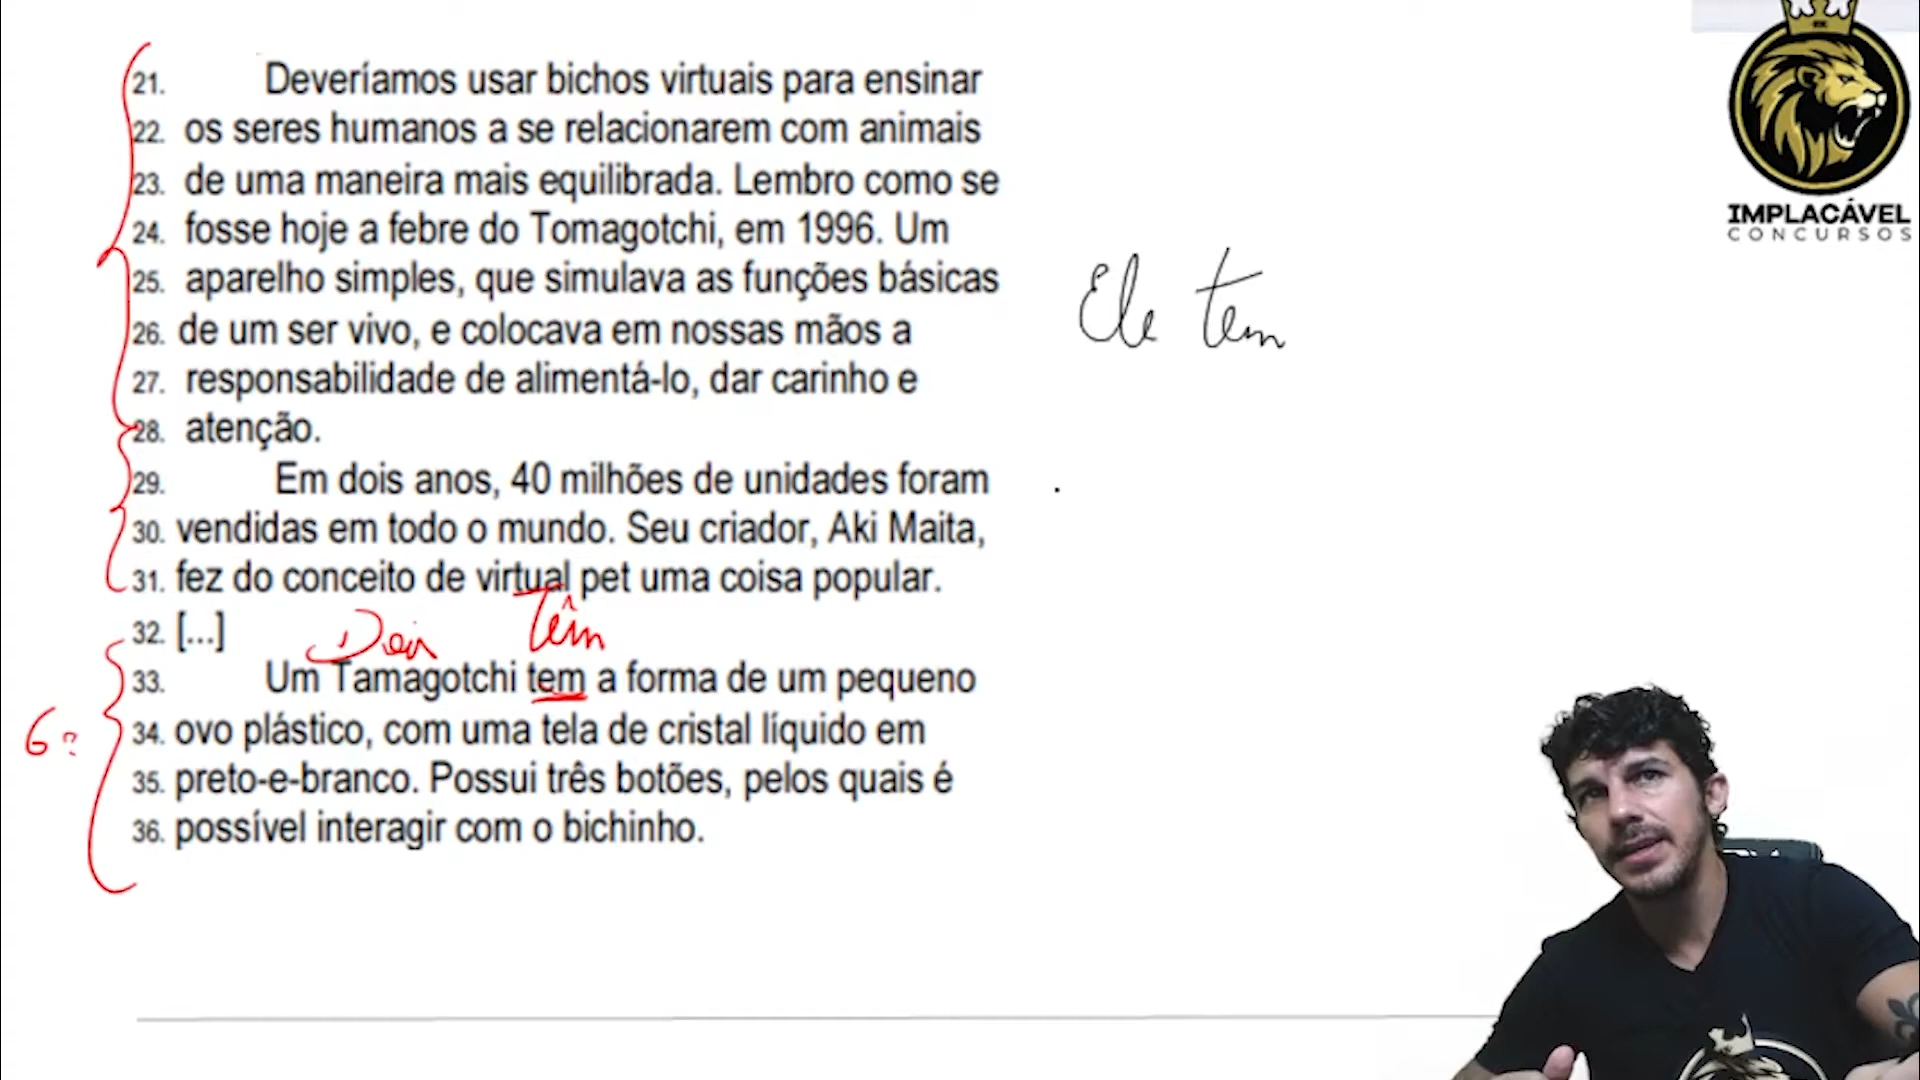 21. Deveríamos usar bichos virtuais para ensinar
22. os seres humanos a se relacionarem com animais
23. de uma maneira mais equilibrada. Lembro como se
24. fosse hoje a febre do Tomagotchi, em 1996. Um
25. aparelho simples, que simulava as funções básicas
26. de um ser vivo, e colocava em nossas mãos a
27. responsabilidade de alimentá-lo, dar carinho e
28. atenção.
29. Em dois anos, 40 milhões de unidades foram
30. vendidas em todo o mundo. Seu criador, Aki Maita,
31. fez do conceito de virtual pet uma coisa popular.
32. [...]
Dois têm
33. Um Tamagotchi tem a forma de um pequeno
34. ovo plástico, com uma tela de cristal líquido em
35. preto-e-branco. Possui três botões, pelos quais é
36. possível interagir com o bichinho.
6º
Ele tem
IMPLACÁVEL
CONCURSOS